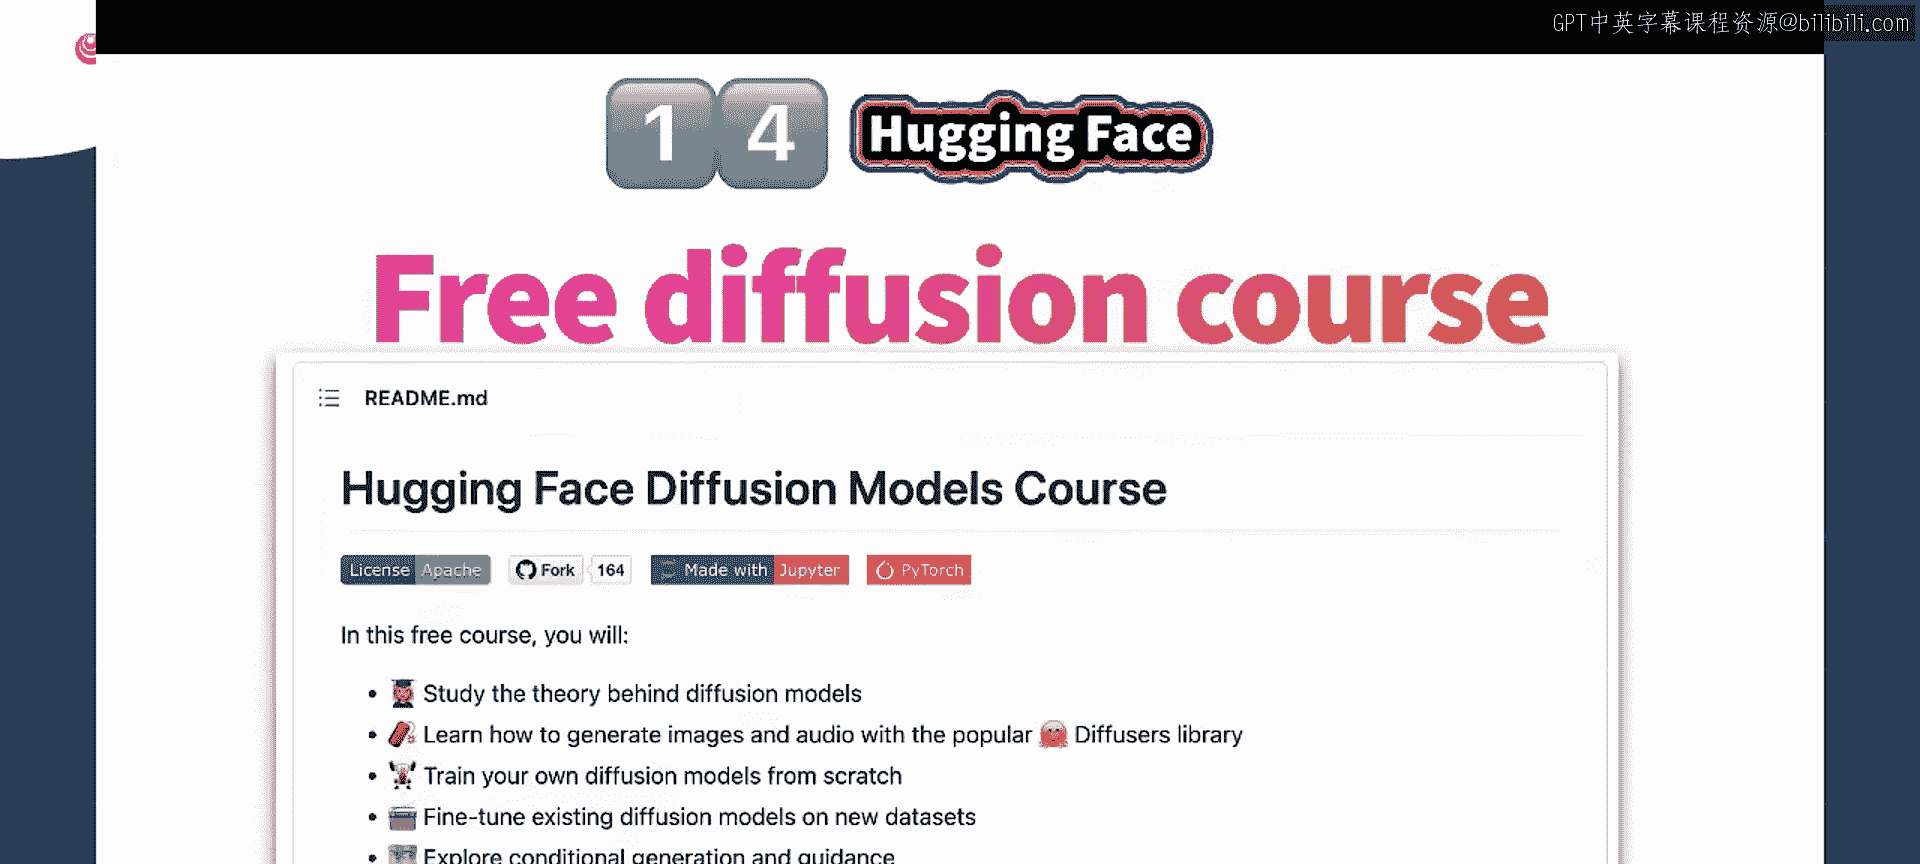 GPT中英字幕课程资源@bilibili.com
14 Hugging Face
Free diffusion course
README.md
Hugging Face Diffusion Models Course
License Apache Fork 164 Made with Jupyter PyTorch
In this free course, you will:
Study the theory behind diffusion models
Learn how to generate images and audio with the popular Diffusers library
Train your own diffusion models from scratch
Fine-tune existing diffusion models on new datasets
Explore conditional generation and guidance